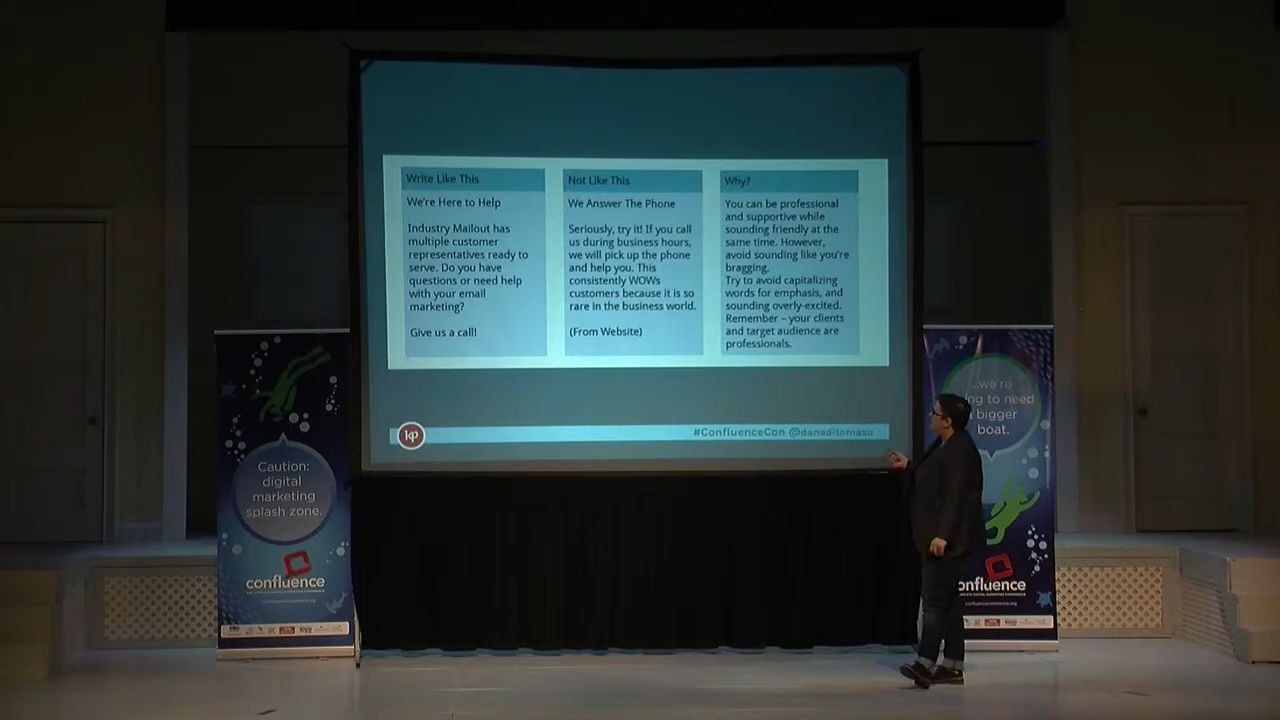 Write Like This
We're Here to Help
Industry Mailout has
multiple customer
representatives ready to
serve. Do you have
questions or need help
with your email
marketing?
Give us a call!
Not Like This
We Answer The Phone
Seriously, try it! If you call
us during business hours,
we will pick up the phone
and help you. This
consistently WOWs
customers because it is so
rare in the business world.
(From Website)
Why?
You can be professional
and supportive while
sounding friendly at the
same time. However,
avoid sounding like you're
bragging.
Try to avoid capitalizing
words for emphasis, and
sounding overly-excited.
Remember – your clients
and target audience are
professionals.
kp
#ConfluenceCon @danaditomaso
Caution:
digital
marketing
splash zone.
confluence
...we're
ng to need
bigger
boat.
onfluence